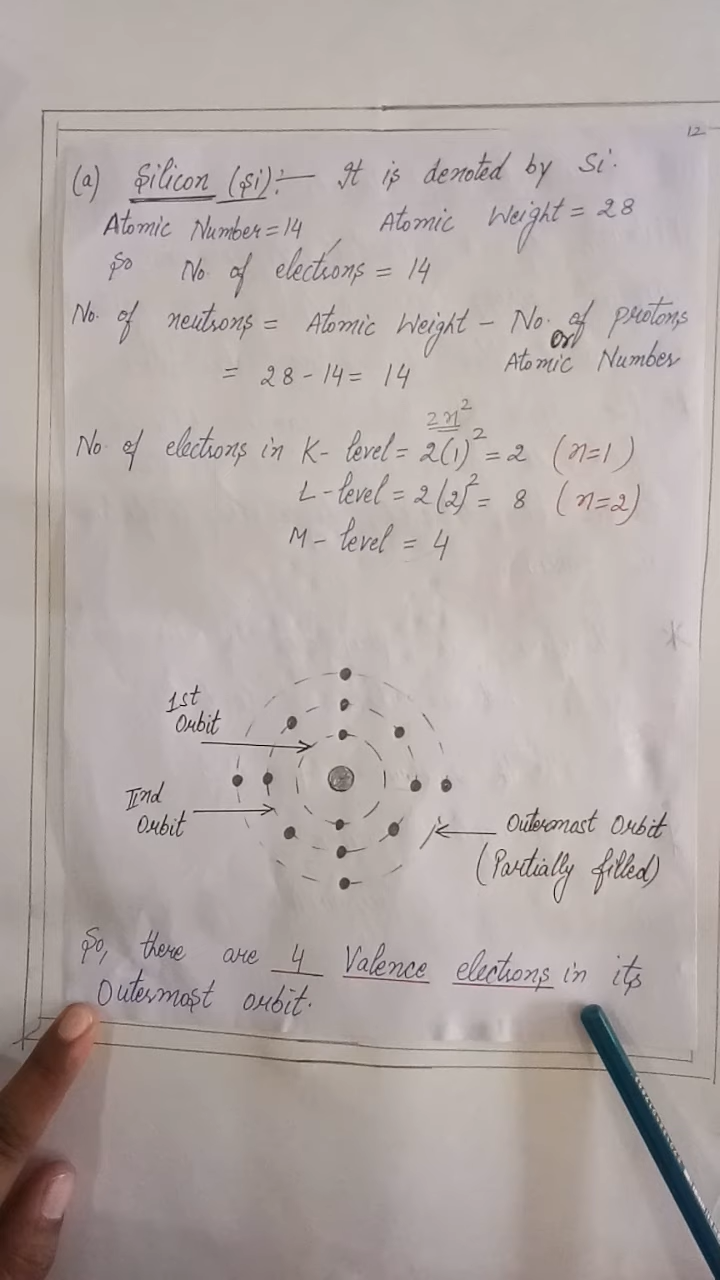 12
(a) Silicon (Si):— It is denoted by Si.
Atomic Number = 14, Atomic Weight = 28
So No. of electrons = 14
No. of neutrons = Atomic Weight - No. of protons
Or
Atomic Number
= 28 - 14 = 14
2n²
No. of electrons in K- level = 2(1)² = 2 (n=1)
L - level = 2(2)² = 8 (n=2)
M - level = 4
1st
Orbit
IInd
Orbit
Outermost Orbit
(Partially filled)
So, there are 4 Valence electrons in its
Outermost orbit.